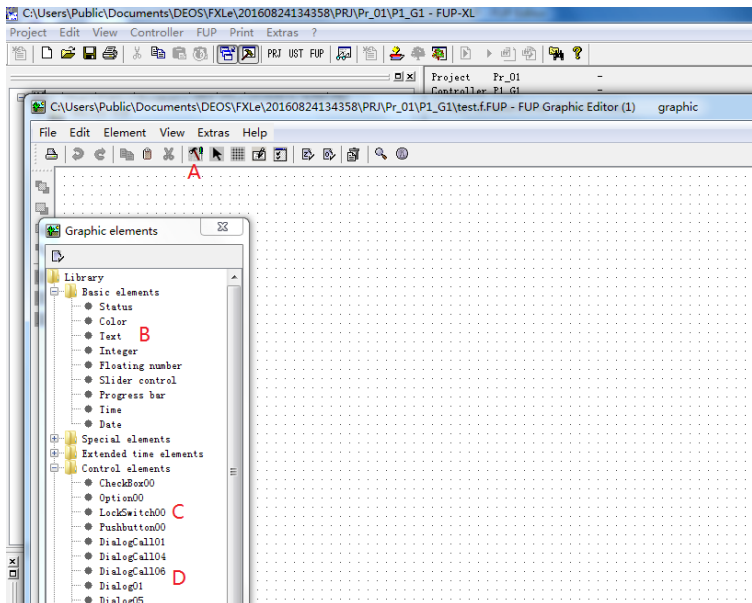 C:\Users\Public\Documents\DEOS\FXLe\20160824134358\PRJ\Pr_01\P1_G1 - FUP-XL
Project Edit View Controller FUP Print Extras ?
PRJ UST FUP
Project Pr_01 -
Controller P1_G1 -
C:\Users\Public\Documents\DEOS\FXLe\20160824134358\PRJ\Pr_01\P1_G1\test.f.FUP - FUP Graphic Editor (1) graphic
File Edit Element View Extras Help
A
Graphic elements
Library
Basic elements
Status
Color
Text B
Integer
Floating number
Slider control
Progress bar
Time
Date
Special elements
Extended time elements
Control elements
CheckBox00
Option00
LockSwitch00 C
Pushbutton00
DialogCall01
DialogCall04
DialogCall06
D
Dialog01
Dialog05